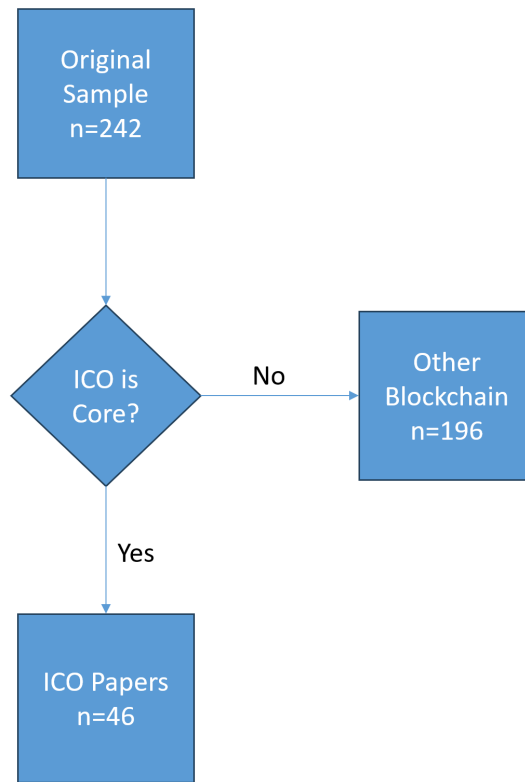 Original
Sample
n=242
ICO is
Core?
No
Other
Blockchain
n=196
Yes
ICO Papers
n=46